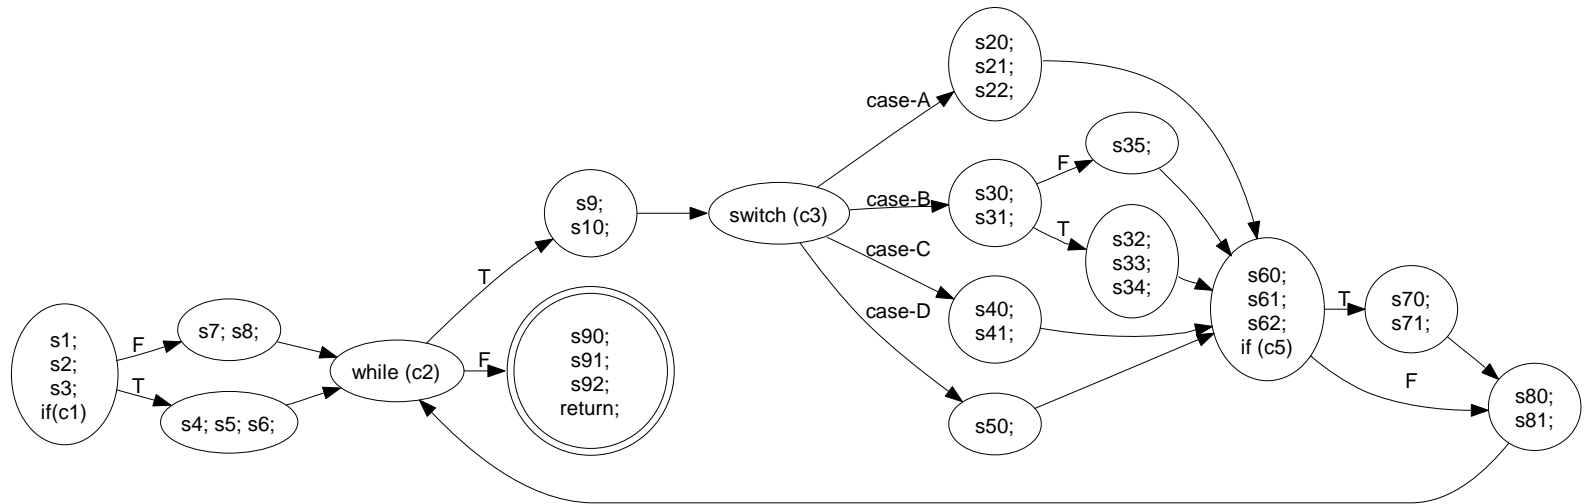 s1;
s2;
s3;
if(c1)
F
T
s7; s8;
s4; s5; s6;
while (c2)
T
F
s9;
s10;
s90;
s91;
s92;
return;
switch (c3)
case-A
case-B
case-C
case-D
s20;
s21;
s22;
s30;
s31;
F
T
s35;
s32;
s33;
s34;
s40;
s41;
s50;
s60;
s61;
s62;
if (c5)
T
F
s70;
s71;
s80;
s81;